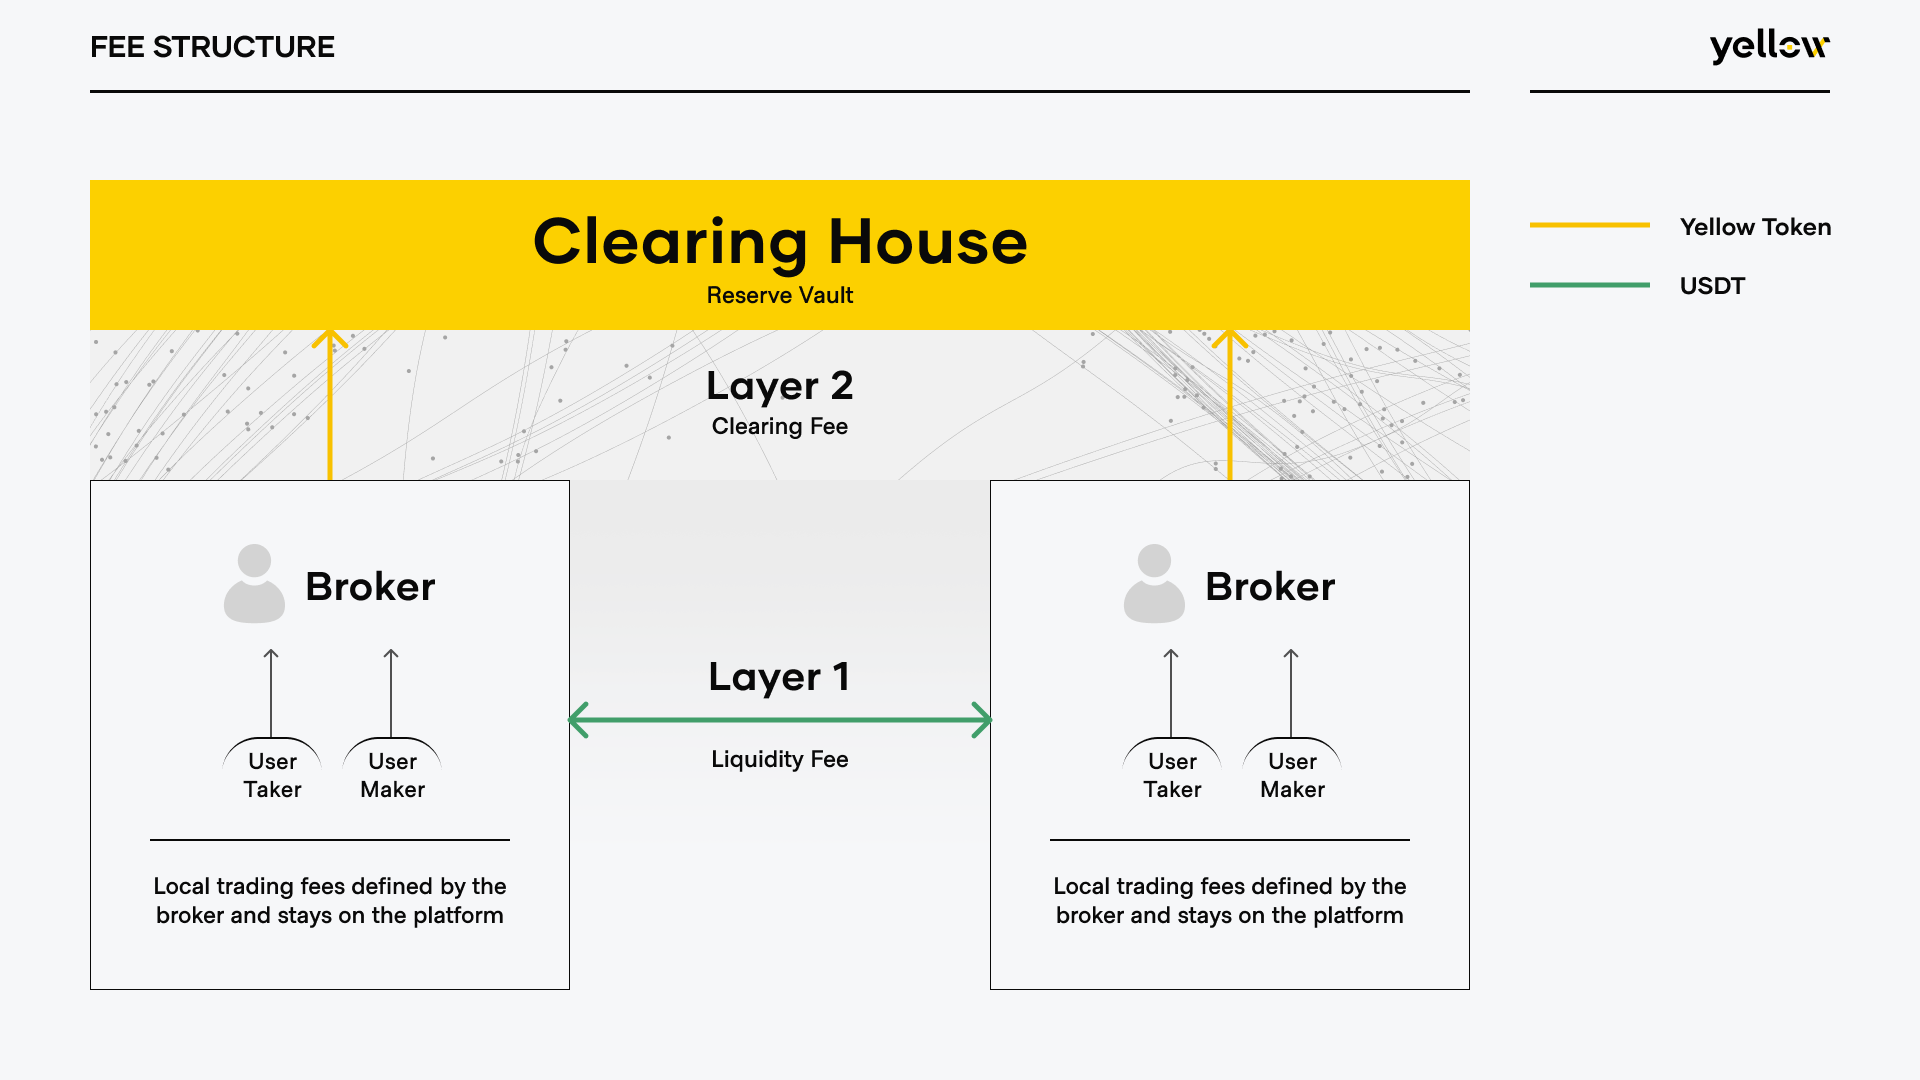 FEE STRUCTURE
yellow
Clearing House
Reserve Vault
Yellow Token
USDT
Layer 2
Clearing Fee
Broker
User
Taker
User
Maker
Local trading fees defined by the
broker and stays on the platform
Layer 1
Liquidity Fee
Broker
User
Taker
User
Maker
Local trading fees defined by the
broker and stays on the platform